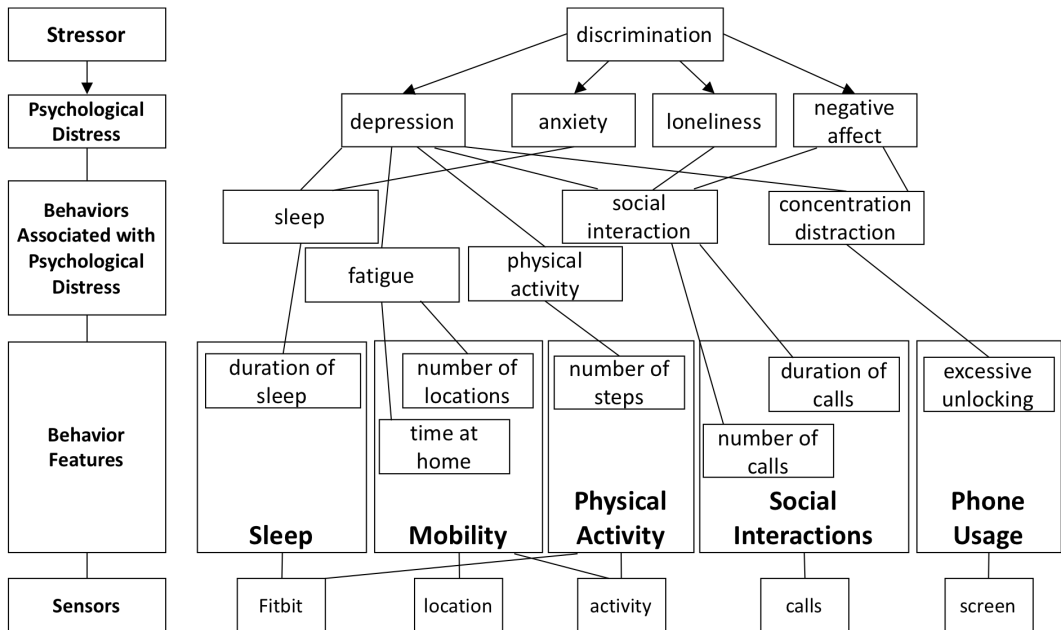 Stressor
discrimination
Psychological
Distress
depression
anxiety
loneliness
negative
affect
Behaviors
Associated with
Psychological
Distress
sleep
social
interaction
concentration
distraction
fatigue
physical
activity
Behavior
Features
duration of
sleep
number of
locations
time at
home
number of
steps
duration of
calls
number of
calls
excessive
unlocking
Sleep
Mobility
Physical
Activity
Social
Interactions
Phone
Usage
Sensors
Fitbit
location
activity
calls
screen